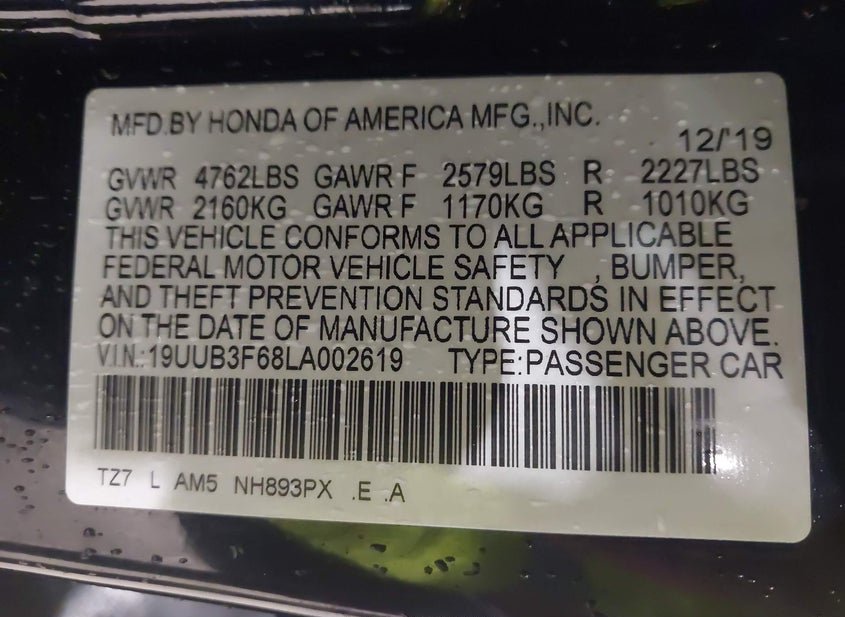 MFD.BY HONDA OF AMERICA MFG.,INC.
12/'19
GVWR 4762LBS GAWR F 2579LBS R 2227LBS
GVWR 2160KG GAWR F 1170KG R 1010KG
THIS VEHICLE CONFORMS TO ALL APPLICABLE
FEDERAL MOTOR VEHICLE SAFETY , BUMPER,
AND THEFT PREVENTION STANDARDS IN EFFECT
ON THE DATE OF MANUFACTURE SHOWN ABOVE.
VIN.:19UUB3F68LA002619 TYPE:PASSENGER CAR
TZ7 L AM5 NH893PX .E .A